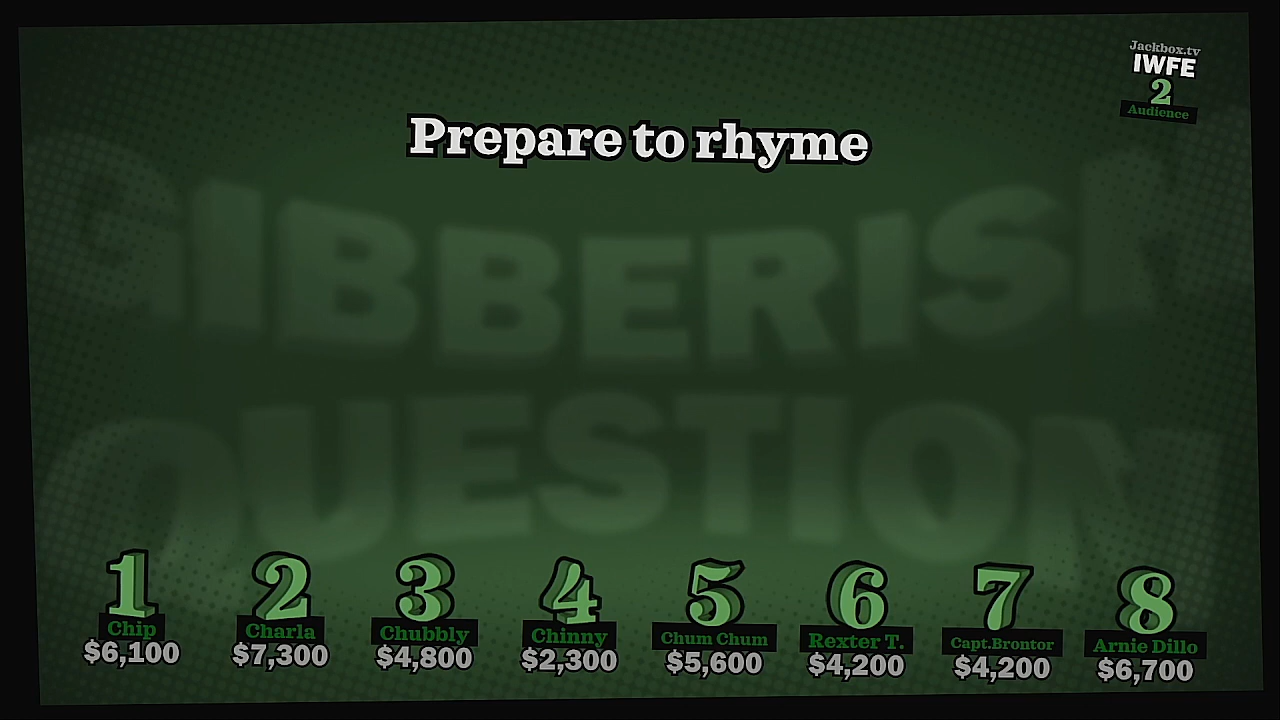 Jackbox.tv
IWFE
2
Audience
Prepare to rhyme
GIBBERISH
QUESTION
1 2 3 4 5 6 7 8
Chip Charla Chubbly Chinny Chum Chum Rexter T. Capt.Brontor Arnie Dillo
$6,100 $7,300 $4,800 $2,300 $5,600 $4,200 $4,200 $6,700